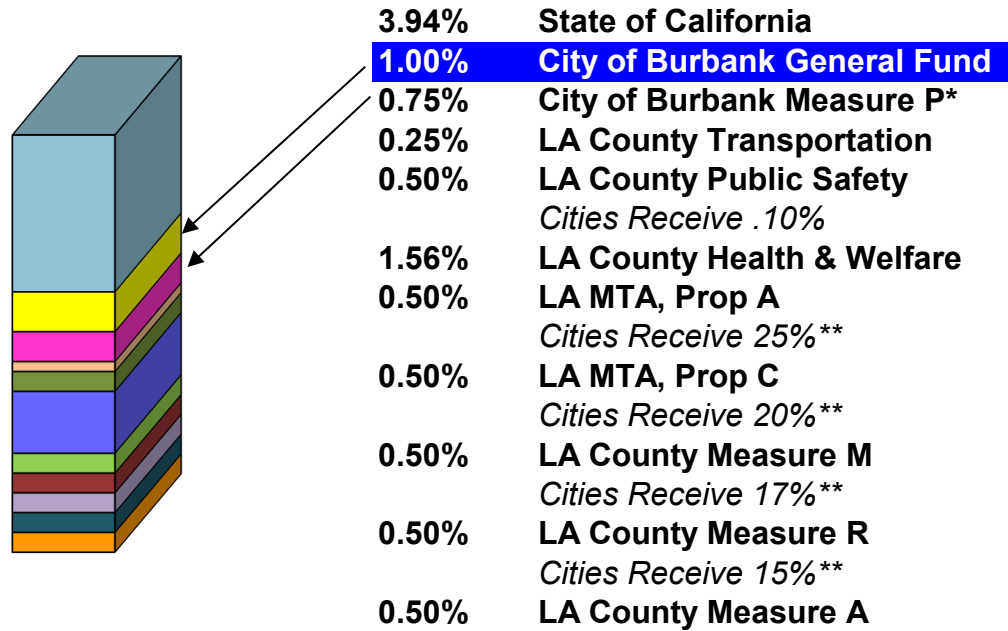 3.94% State of California
1.00% City of Burbank General Fund
0.75% City of Burbank Measure P*
0.25% LA County Transportation
0.50% LA County Public Safety
Cities Receive .10%
1.56% LA County Health & Welfare
0.50% LA MTA, Prop A
Cities Receive 25%**
0.50% LA MTA, Prop C
Cities Receive 20%**
0.50% LA County Measure M
Cities Receive 17%**
0.50% LA County Measure R
Cities Receive 15%**
0.50% LA County Measure A